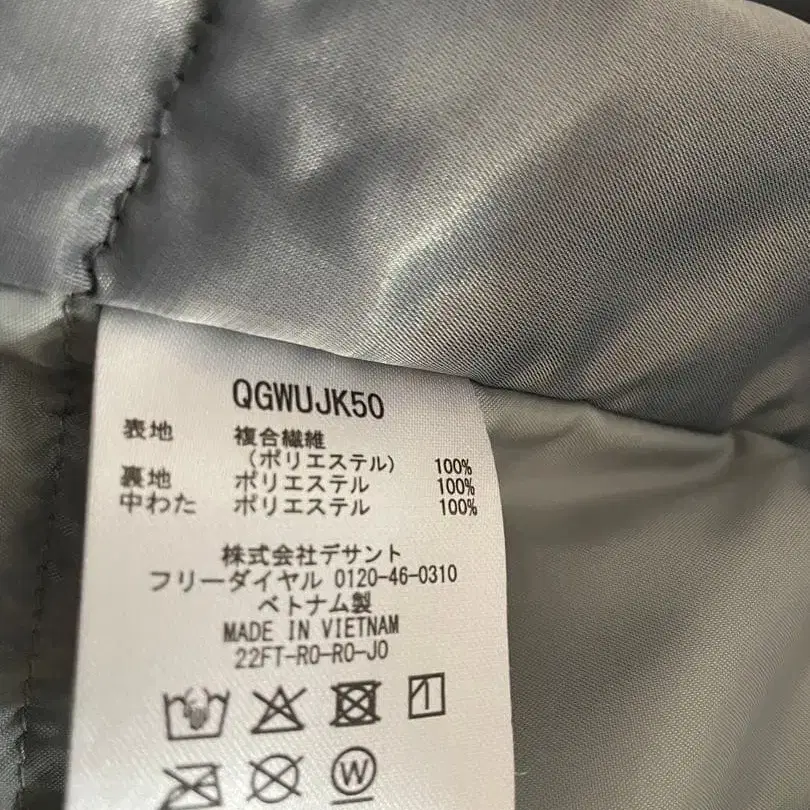 QGWUJK50
表地 複合繊維
(ポリエステル) 100%
裏地 ポリエステル 100%
中わた ポリエステル 100%
株式会社デサント
フリーダイヤル 0120-46-0310
ベトナム製
MADE IN VIETNAM
22FT-R0-R0-J0
W